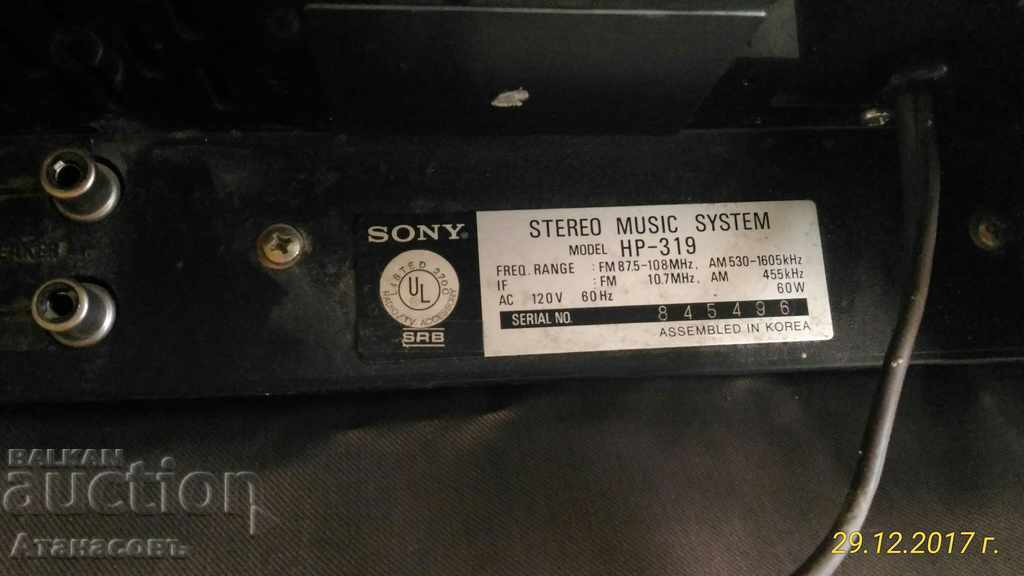 SONY
STEREO MUSIC SYSTEM
MODEL HP-319
FREQ. RANGE : FM 87.5-108MHz, AM 530-1605kHz
IF : FM 10.7MHz, AM 455kHz
AC 120V 60Hz 60W
SERIAL NO. 845496
ASSEMBLED IN KOREA
LISTED 270C
UL
SRB
BALKAN
auction
Атанасовъ.
29.12.2017 г.